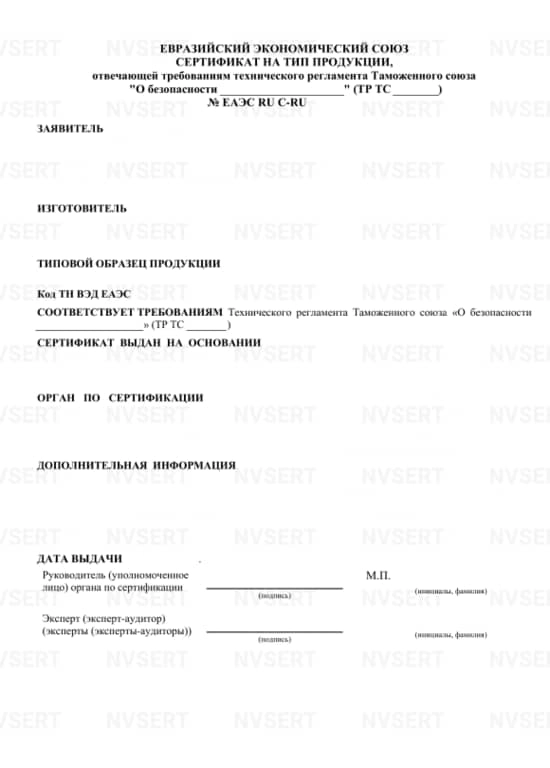 ЕВРАЗИЙСКИЙ ЭКОНОМИЧЕСКИЙ СОЮЗ
СЕРТИФИКАТ НА ТИП ПРОДУКЦИИ,
отвечающей требованиям технического регламента Таможенного союза
"О безопасности ______________________" (ТР ТС ________)
№ ЕАЭС RU C-RU
ЗАЯВИТЕЛЬ
ИЗГОТОВИТЕЛЬ
ТИПОВОЙ ОБРАЗЕЦ ПРОДУКЦИИ
Код ТН ВЭД ЕАЭС
СООТВЕТСТВУЕТ ТРЕБОВАНИЯМ Технического регламента Таможенного союза «О безопасности
____________________» (ТР ТС ________)
СЕРТИФИКАТ ВЫДАН НА ОСНОВАНИИ
ОРГАН ПО СЕРТИФИКАЦИИ
ДОПОЛНИТЕЛЬНАЯ ИНФОРМАЦИЯ
ДАТА ВЫДАЧИ
Руководитель (уполномоченное
лицо) органа по сертификации
(подпись)
М.П.
(инициалы, фамилия)
Эксперт (эксперт-аудитор)
(эксперты (эксперты-аудиторы))
(подпись)
(инициалы, фамилия)
NVSERT